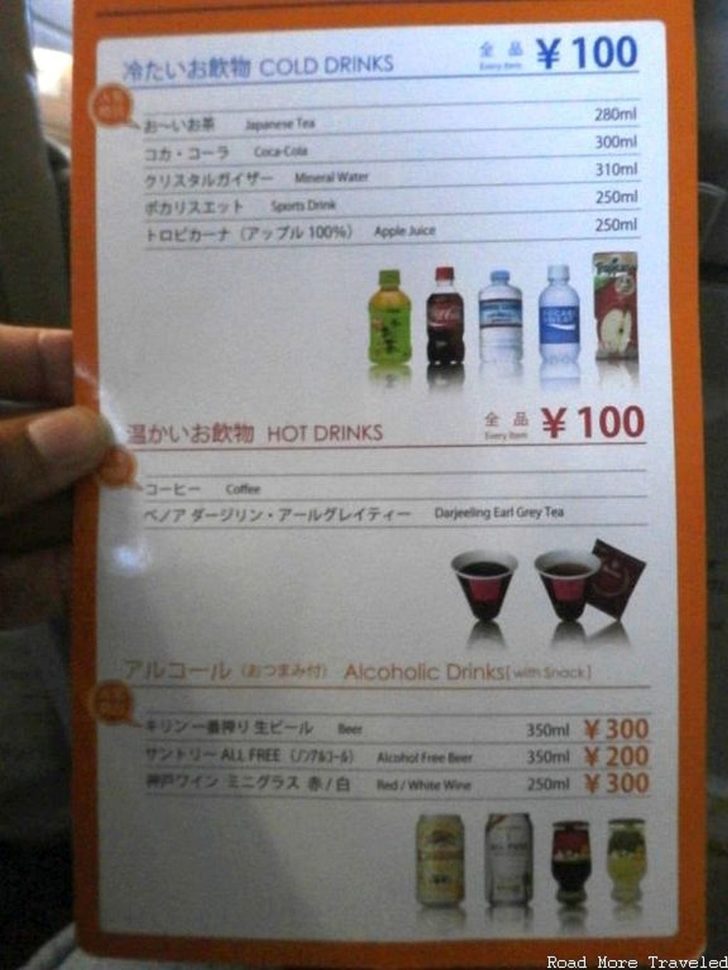 冷たいお飲物 COLD DRINKS 全品 Every Item ¥100
お～いお茶 Japanese Tea 280ml
コカ・コーラ Coca-Cola 300ml
クリスタルガイザー Mineral Water 310ml
ポカリスエット Sports Drink 250ml
トロピカーナ（アップル100%） Apple Juice 250ml
温かいお飲物 HOT DRINKS 全品 Every Item ¥100
コーヒー Coffee
ベノア ダージリン・アールグレイティー Darjeeling Earl Grey Tea
アルコール（おつまみ付） Alcoholic Drinks[with Snack]
キリン一番搾り 生ビール Beer 350ml ¥300
サントリー ALL FREE（ノンアルコール） Alcohol Free Beer 350ml ¥200
神戸ワイン ミニグラス 赤/白 Red / White Wine 250ml ¥300
Road More Traveled